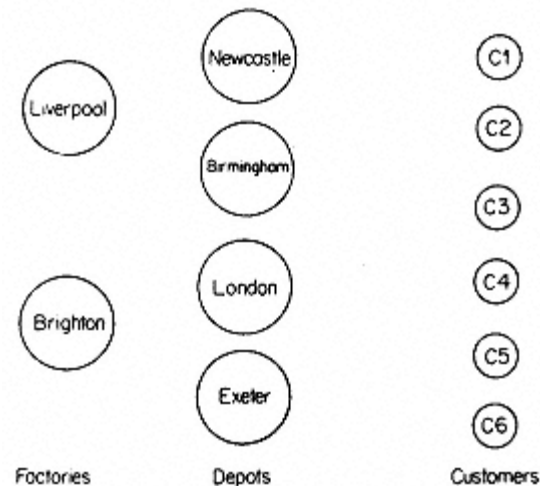 Newcastle
C1
Liverpool
C2
Birmingham
C3
London
C4
Brighton
C5
Exeter
C6
Factories Depots Customers